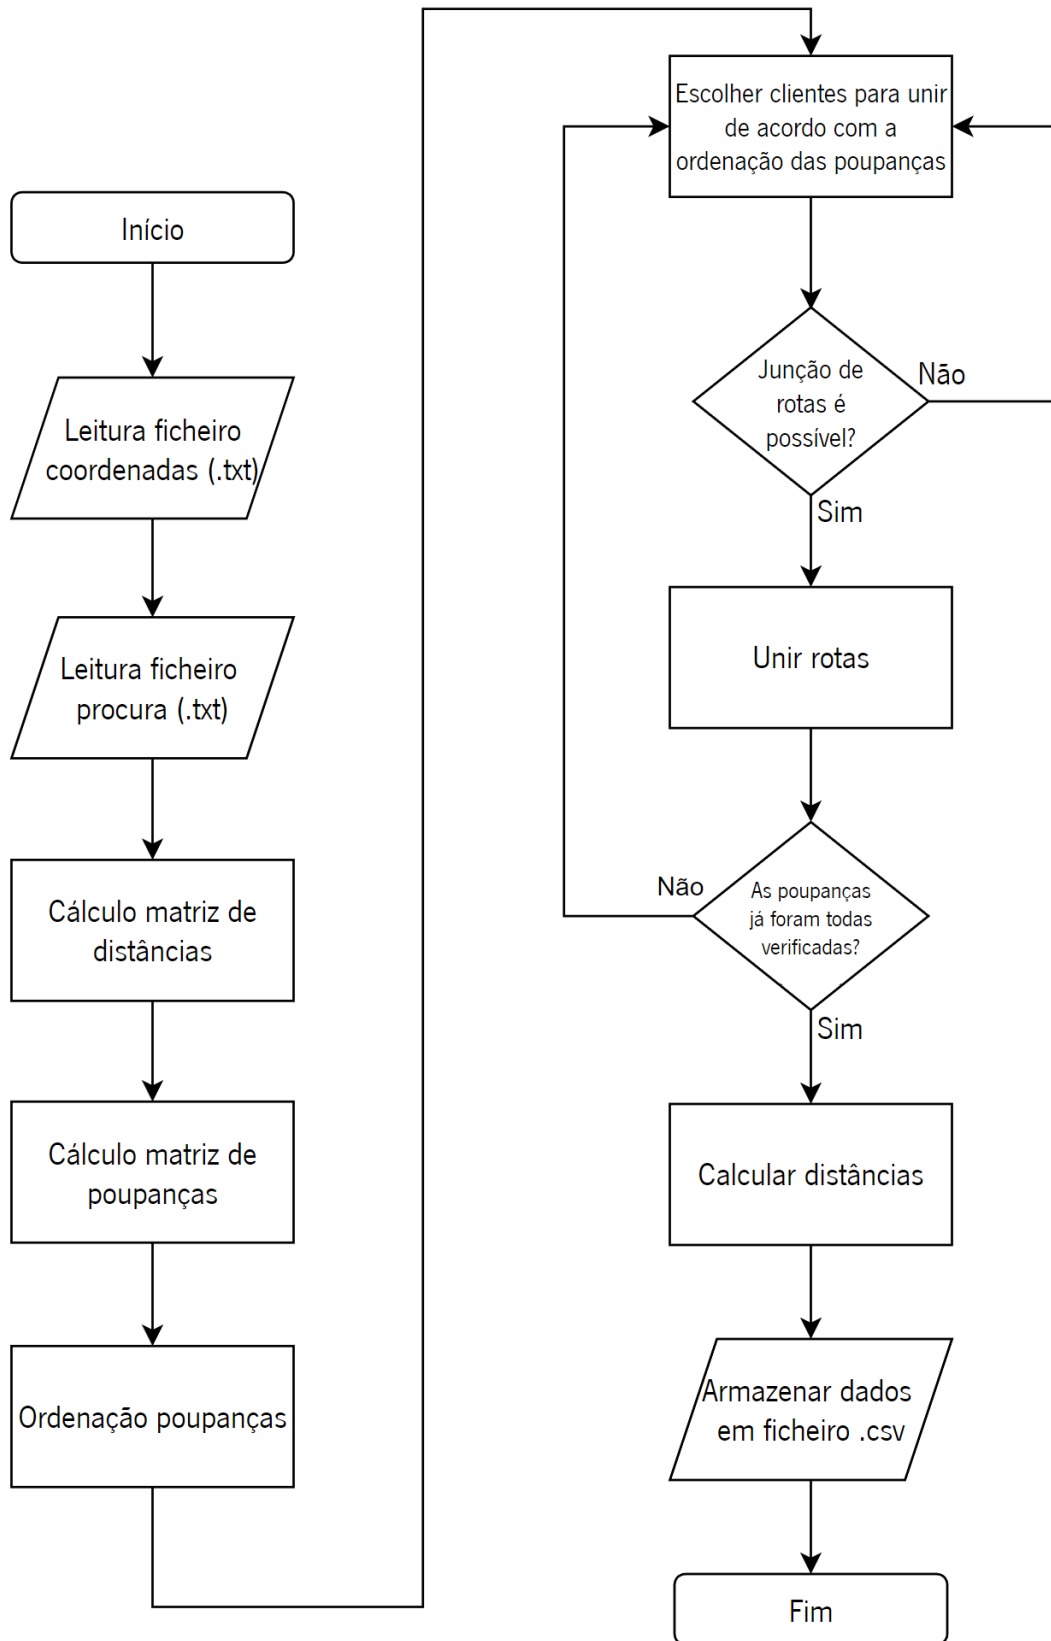 Início
Leitura ficheiro
coordenadas (.txt)
Leitura ficheiro
procura (.txt)
Cálculo matriz de
distâncias
Cálculo matriz de
poupanças
Ordenação poupanças
Escolher clientes para unir
de acordo com a
ordenação das poupanças
Junção de
rotas é
possível?
Não
Sim
Unir rotas
As poupanças
já foram todas
verificadas?
Não
Sim
Calcular distâncias
Armazenar dados
em ficheiro .csv
Fim